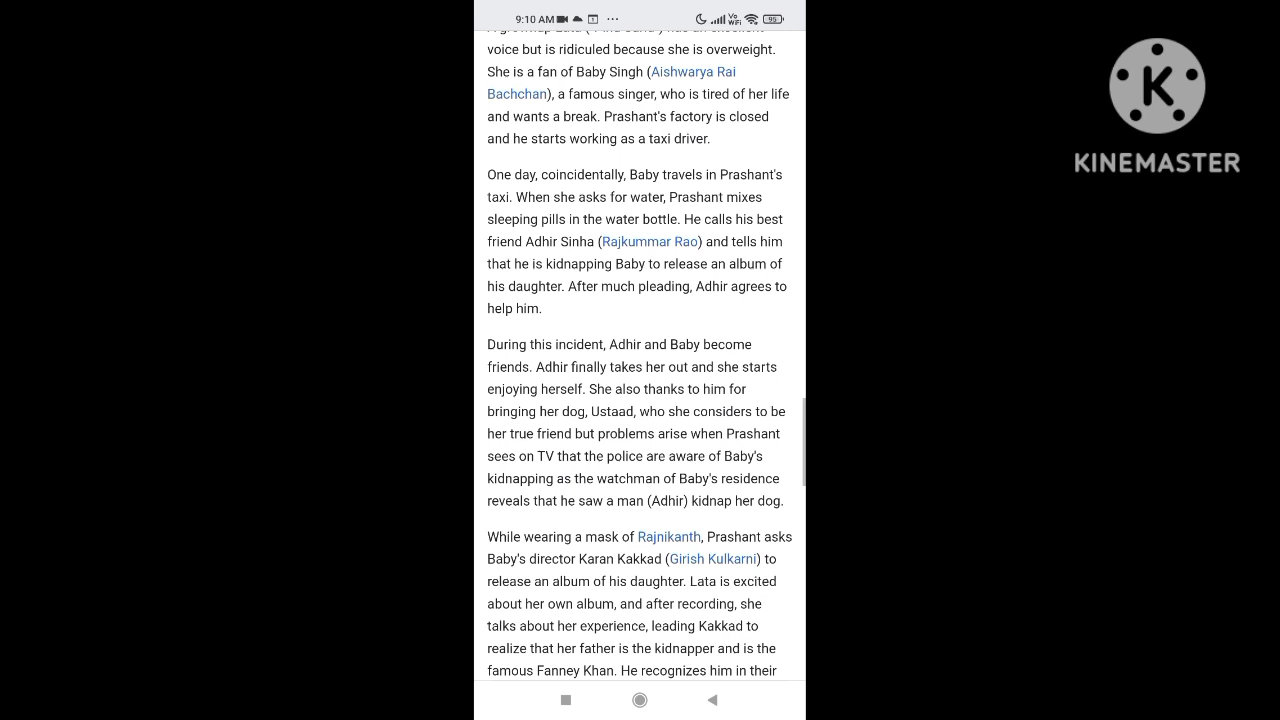 9:10 AM
Vo WiFi
95
voice but is ridiculed because she is overweight.
She is a fan of Baby Singh (Aishwarya Rai
Bachchan), a famous singer, who is tired of her life
and wants a break. Prashant's factory is closed
and he starts working as a taxi driver.
One day, coincidentally, Baby travels in Prashant's
taxi. When she asks for water, Prashant mixes
sleeping pills in the water bottle. He calls his best
friend Adhir Sinha (Rajkummar Rao) and tells him
that he is kidnapping Baby to release an album of
his daughter. After much pleading, Adhir agrees to
help him.
During this incident, Adhir and Baby become
friends. Adhir finally takes her out and she starts
enjoying herself. She also thanks to him for
bringing her dog, Ustaad, who she considers to be
her true friend but problems arise when Prashant
sees on TV that the police are aware of Baby's
kidnapping as the watchman of Baby's residence
reveals that he saw a man (Adhir) kidnap her dog.
While wearing a mask of Rajnikanth, Prashant asks
Baby's director Karan Kakkad (Girish Kulkarni) to
release an album of his daughter. Lata is excited
about her own album, and after recording, she
talks about her experience, leading Kakkad to
realize that her father is the kidnapper and is the
famous Fanney Khan. He recognizes him in their
K
KINEMASTER